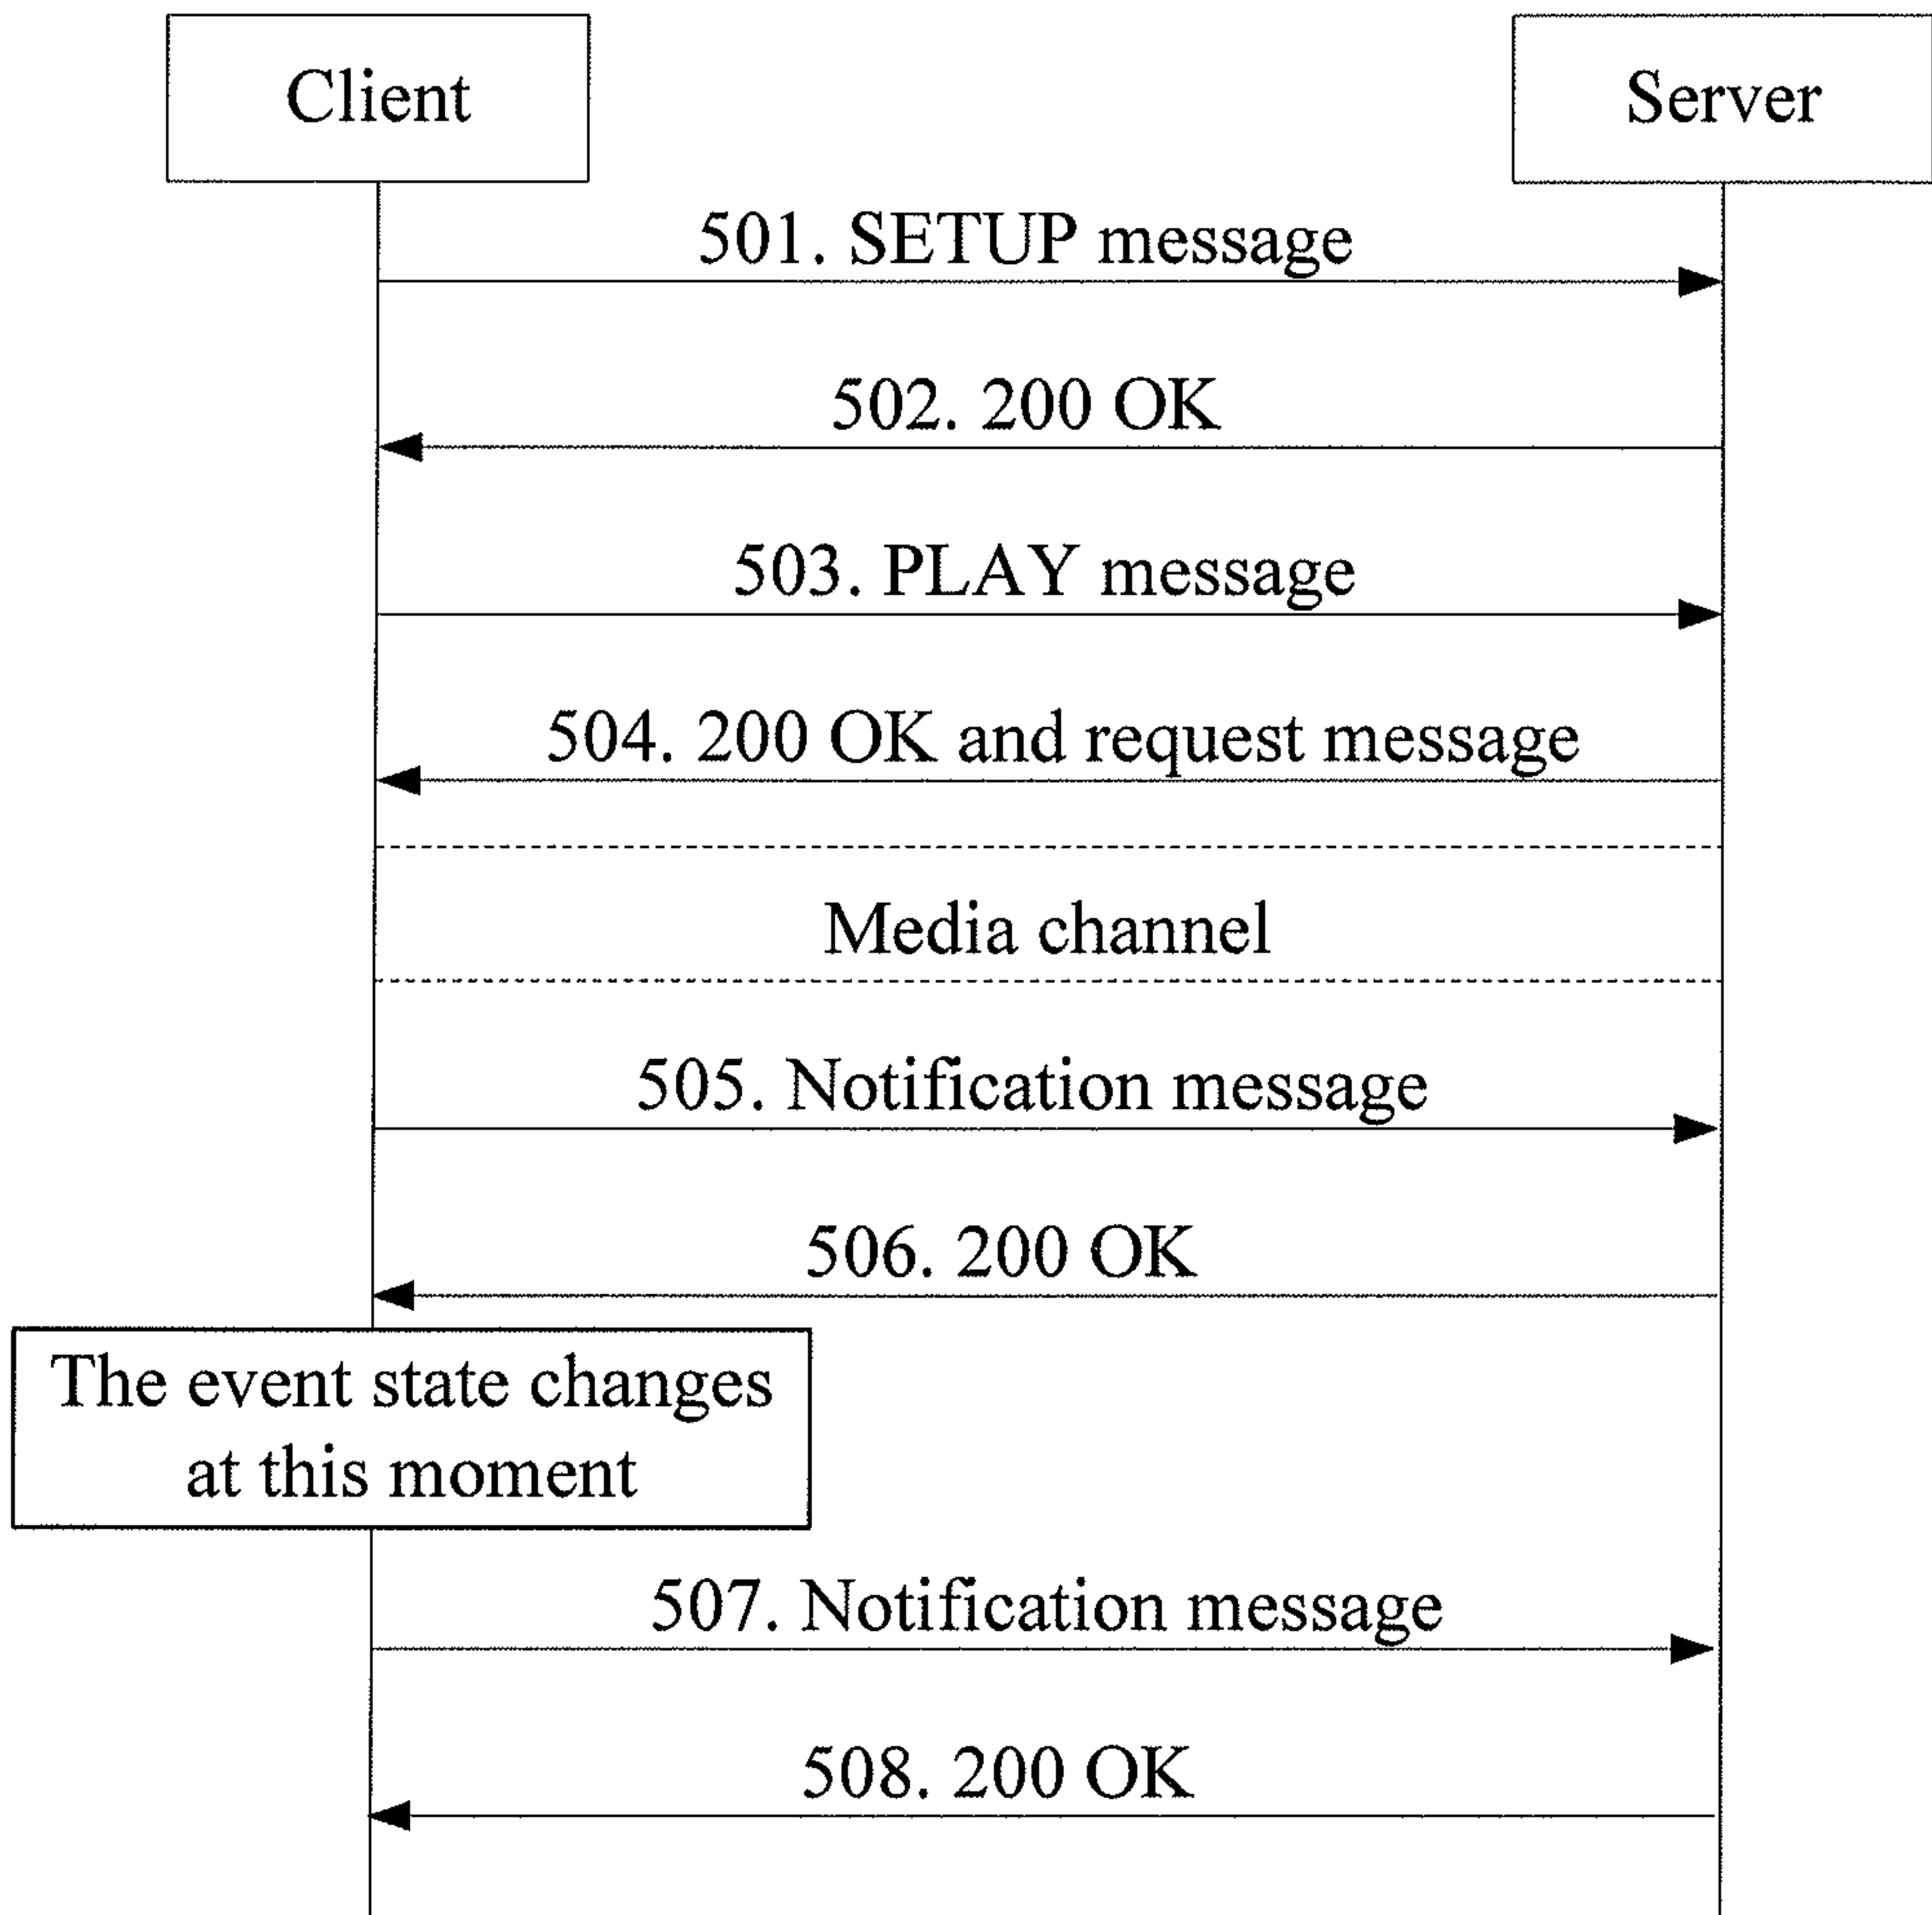 Client
Server
501. SETUP message
502. 200 OK
503. PLAY message
504. 200 OK and request message
Media channel
505. Notification message
506. 200 OK
The event state changes
at this moment
507. Notification message
508. 200 OK